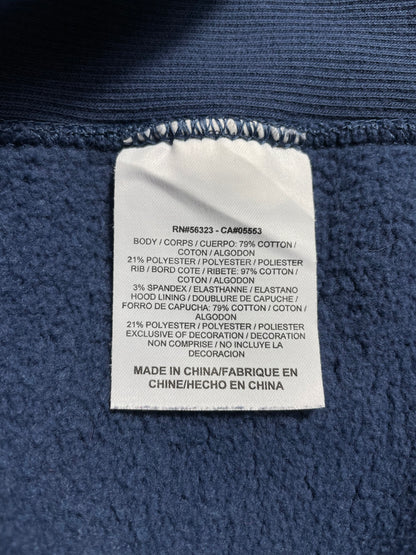 RN#56323 - CA#05553
BODY / CORPS / CUERPO: 79% COTTON /
COTON / ALGODON
21% POLYESTER / POLYESTER / POLIESTER
RIB / BORD COTE / RIBETE: 97% COTTON /
COTON / ALGODON
3% SPANDEX / ELASTHANNE / ELASTANO
HOOD LINING / DOUBLURE DE CAPUCHE /
FORRO DE CAPUCHA: 79% COTTON / COTON /
ALGODON
21% POLYESTER / POLYESTER / POLIESTER
EXCLUSIVE OF DECORATION / DECORATION
NON COMPRISE / NO INCLUYE LA
DECORACION
MADE IN CHINA/FABRIQUE EN
CHINE/HECHO EN CHINA